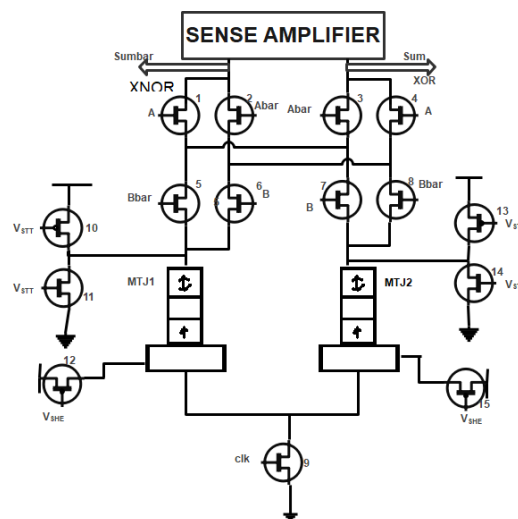 SENSE AMPLIFIER
Sumbar
Sum
XNOR
XOR
1
2
3
4
A
Abar
Abar
A
5
6
7
8
Bbar
B
B
Bbar
10
13
VSTT
14
VSTT
11
MTJ1
MTJ2
12
15
VSHE
VSHE
clk
9